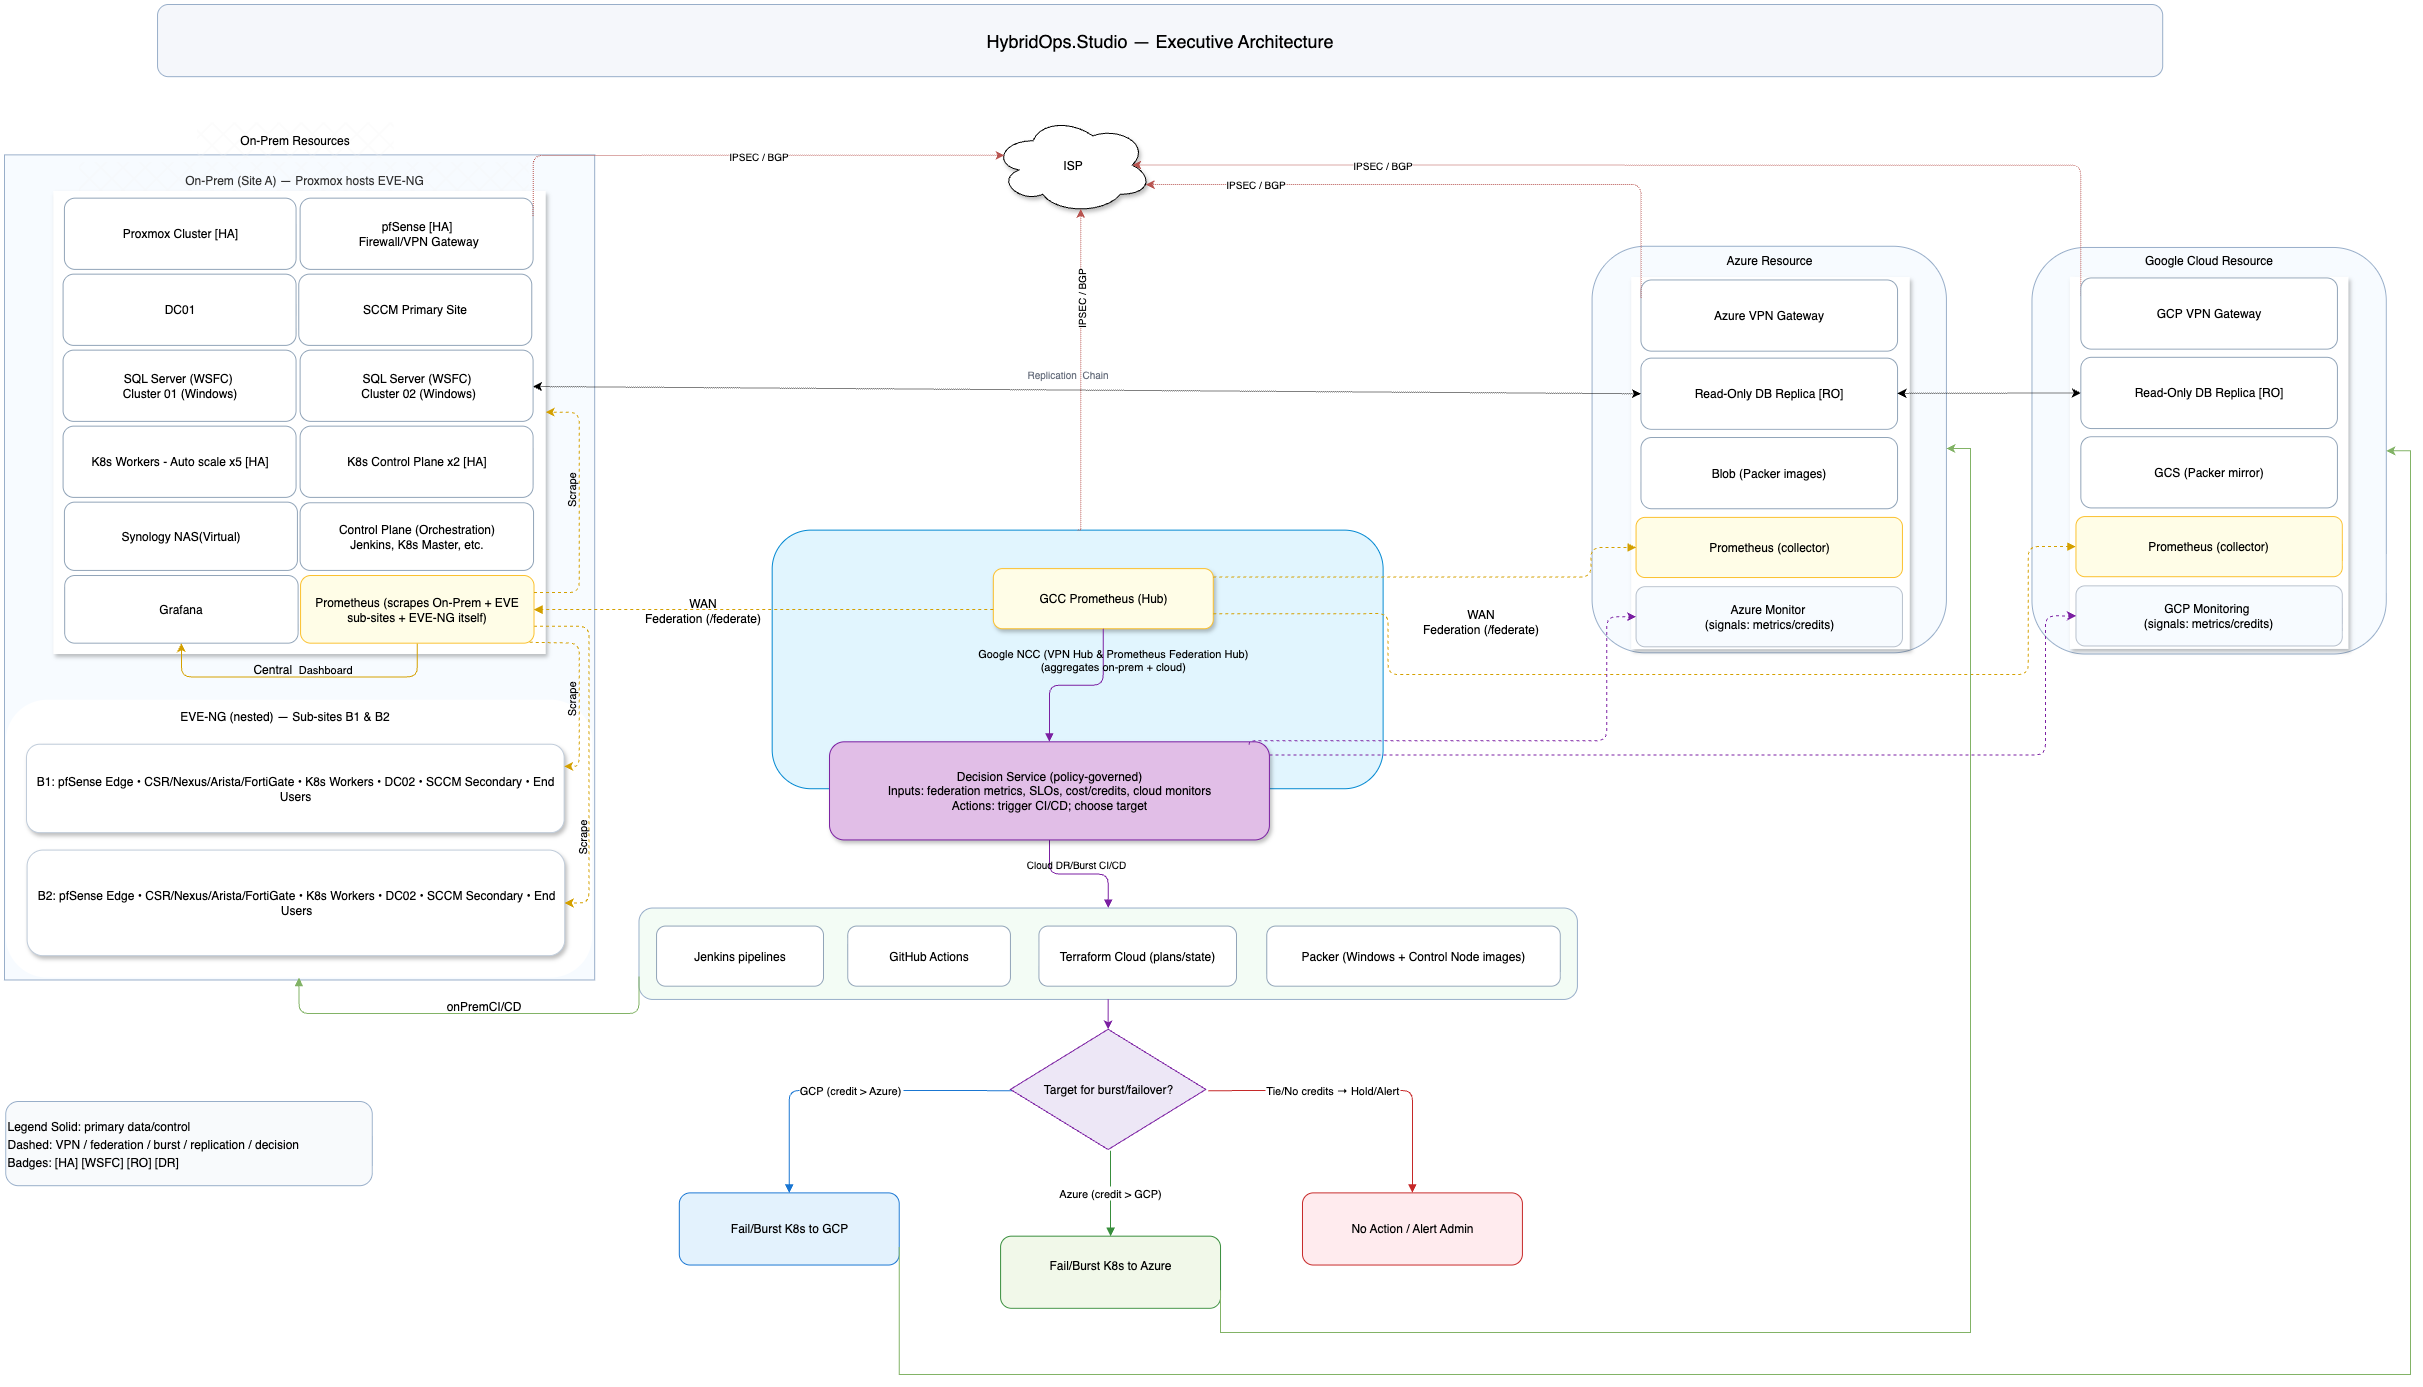 HybridOps.Studio — Executive Architecture
On-Prem Resources
On-Prem (Site A) — Proxmox hosts EVE-NG
Proxmox Cluster [HA]
pfSense [HA]
Firewall/VPN Gateway
DC01
SCCM Primary Site
SQL Server (WSFC)
Cluster 01 (Windows)
SQL Server (WSFC)
Cluster 02 (Windows)
K8s Workers - Auto scale x5 [HA]
K8s Control Plane x2 [HA]
Synology NAS(Virtual)
Control Plane (Orchestration)
Jenkins, K8s Master, etc.
Grafana
Prometheus (scrapes On-Prem + EVE
sub-sites + EVE-NG itself)
Central Dashboard
Scrape
Scrape
Scrape
EVE-NG (nested) — Sub-sites B1 & B2
B1: pfSense Edge • CSR/Nexus/Arista/FortiGate • K8s Workers • DC02 • SCCM Secondary • End
Users
B2: pfSense Edge • CSR/Nexus/Arista/FortiGate • K8s Workers • DC02 • SCCM Secondary • End
Users
onPremCI/CD
IPSEC / BGP
ISP
IPSEC / BGP
IPSEC / BGP
IPSEC / BGP
Replication Chain
WAN
Federation (/federate)
GCC Prometheus (Hub)
Google NCC (VPN Hub & Prometheus Federation Hub)
(aggregates on-prem + cloud)
WAN
Federation (/federate)
Decision Service (policy-governed)
Inputs: federation metrics, SLOs, cost/credits, cloud monitors
Actions: trigger CI/CD; choose target
Cloud DR/Burst CI/CD
Azure Resource
Azure VPN Gateway
Read-Only DB Replica [RO]
Blob (Packer images)
Prometheus (collector)
Azure Monitor
(signals: metrics/credits)
Google Cloud Resource
GCP VPN Gateway
Read-Only DB Replica [RO]
GCS (Packer mirror)
Prometheus (collector)
GCP Monitoring
(signals: metrics/credits)
Jenkins pipelines
GitHub Actions
Terraform Cloud (plans/state)
Packer (Windows + Control Node images)
Target for burst/failover?
GCP (credit > Azure)
Tie/No credits → Hold/Alert
Azure (credit > GCP)
Fail/Burst K8s to GCP
Fail/Burst K8s to Azure
No Action / Alert Admin
Legend Solid: primary data/control
Dashed: VPN / federation / burst / replication / decision
Badges: [HA] [WSFC] [RO] [DR]